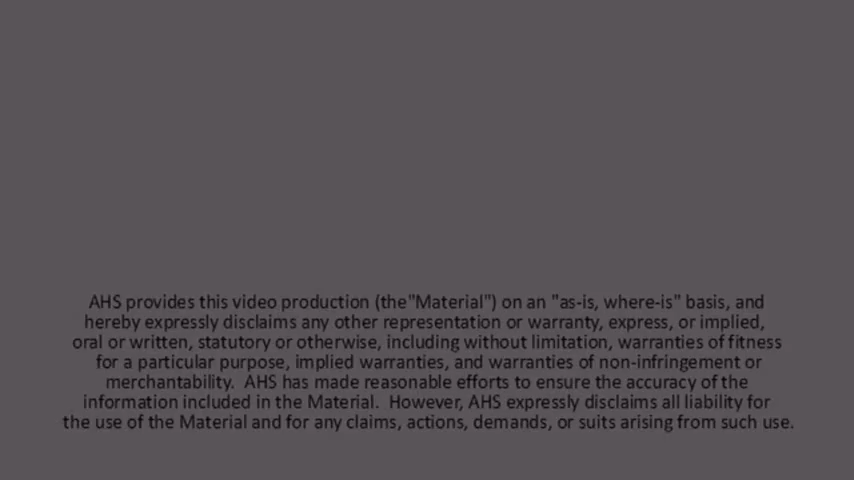 AHS provides this video production (the"Material") on an "as-is, where-is" basis, and
hereby expressly disclaims any other representation or warranty, express, or implied,
oral or written, statutory or otherwise, including without limitation, warranties of fitness
for a particular purpose, implied warranties, and warranties of non-infringement or
merchantability.  AHS has made reasonable efforts to ensure the accuracy of the
information included in the Material.  However, AHS expressly disclaims all liability for
the use of the Material and for any claims, actions, demands, or suits arising from such use.